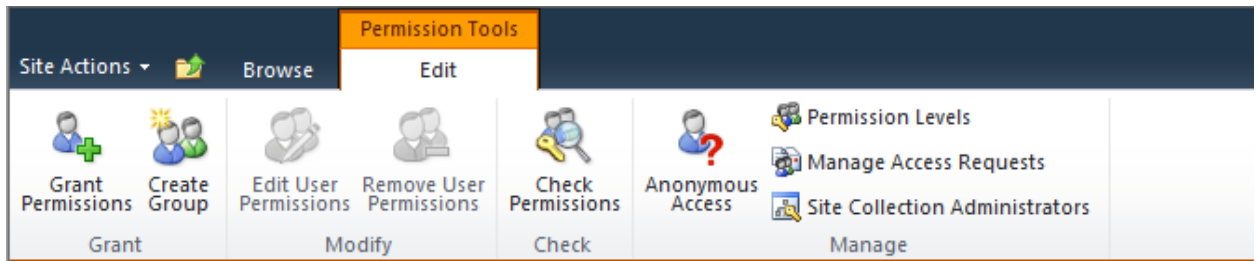 Permission Tools
Site Actions
Browse
Edit
Grant
Permissions
Create
Group
Edit User
Permissions
Remove User
Permissions
Check
Permissions
Anonymous
Access
Permission Levels
Manage Access Requests
Site Collection Administrators
Grant
Modify
Check
Manage